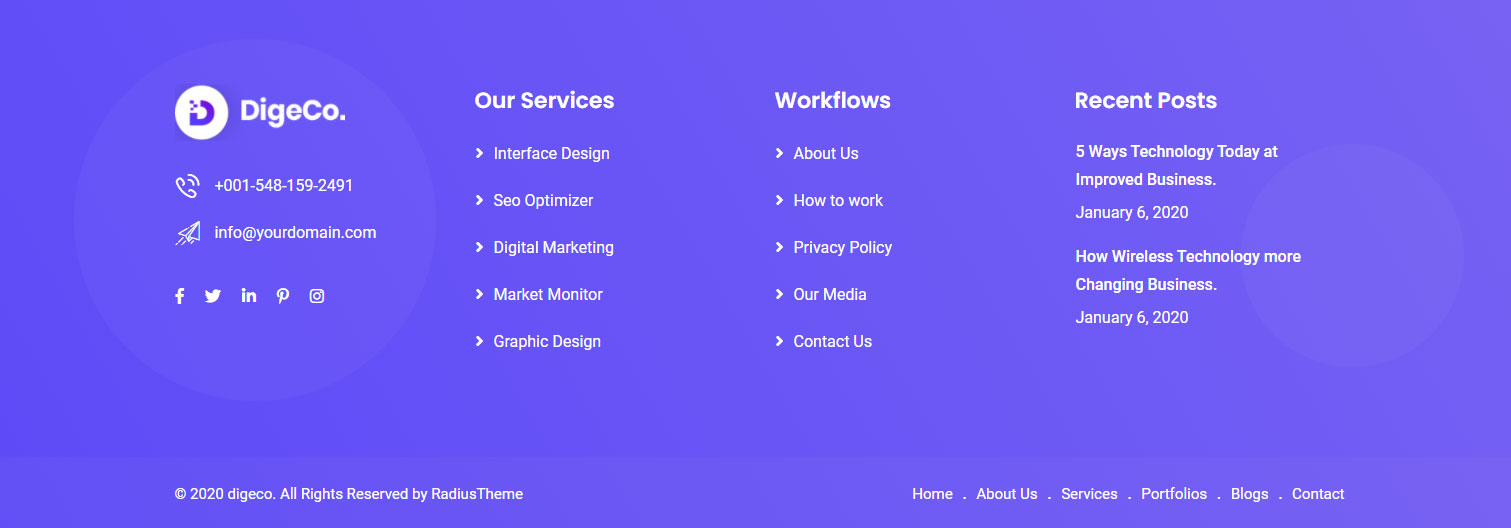 DigeCo.
+001-548-159-2491
info@yourdomain.com
Our Services
Interface Design
Seo Optimizer
Digital Marketing
Market Monitor
Graphic Design
Workflows
About Us
How to work
Privacy Policy
Our Media
Contact Us
Recent Posts
5 Ways Technology Today at
Improved Business.
January 6, 2020
How Wireless Technology more
Changing Business.
January 6, 2020
© 2020 digeco. All Rights Reserved by RadiusTheme
Home . About Us . Services . Portfolios . Blogs . Contact